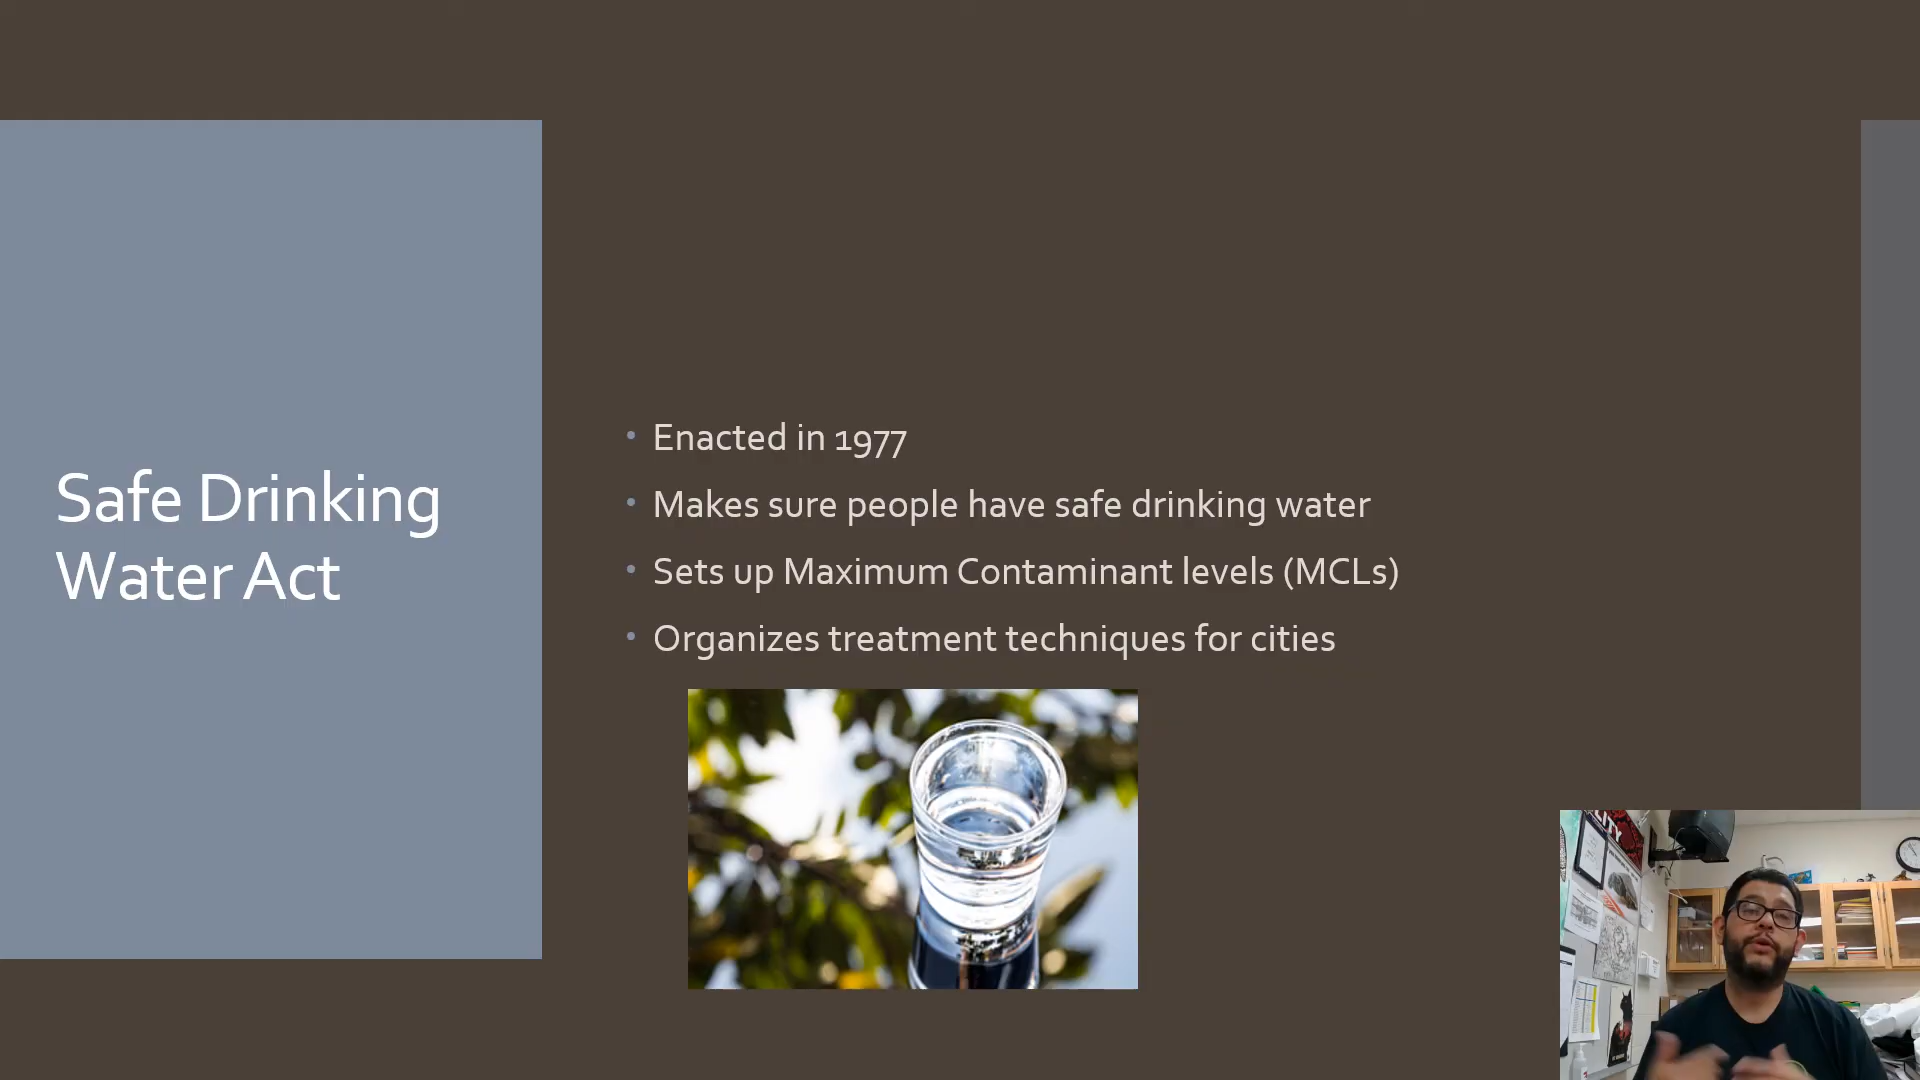 Safe Drinking
Water Act
• Enacted in 1977
• Makes sure people have safe drinking water
• Sets up Maximum Contaminant levels (MCLs)
• Organizes treatment techniques for cities
LITY